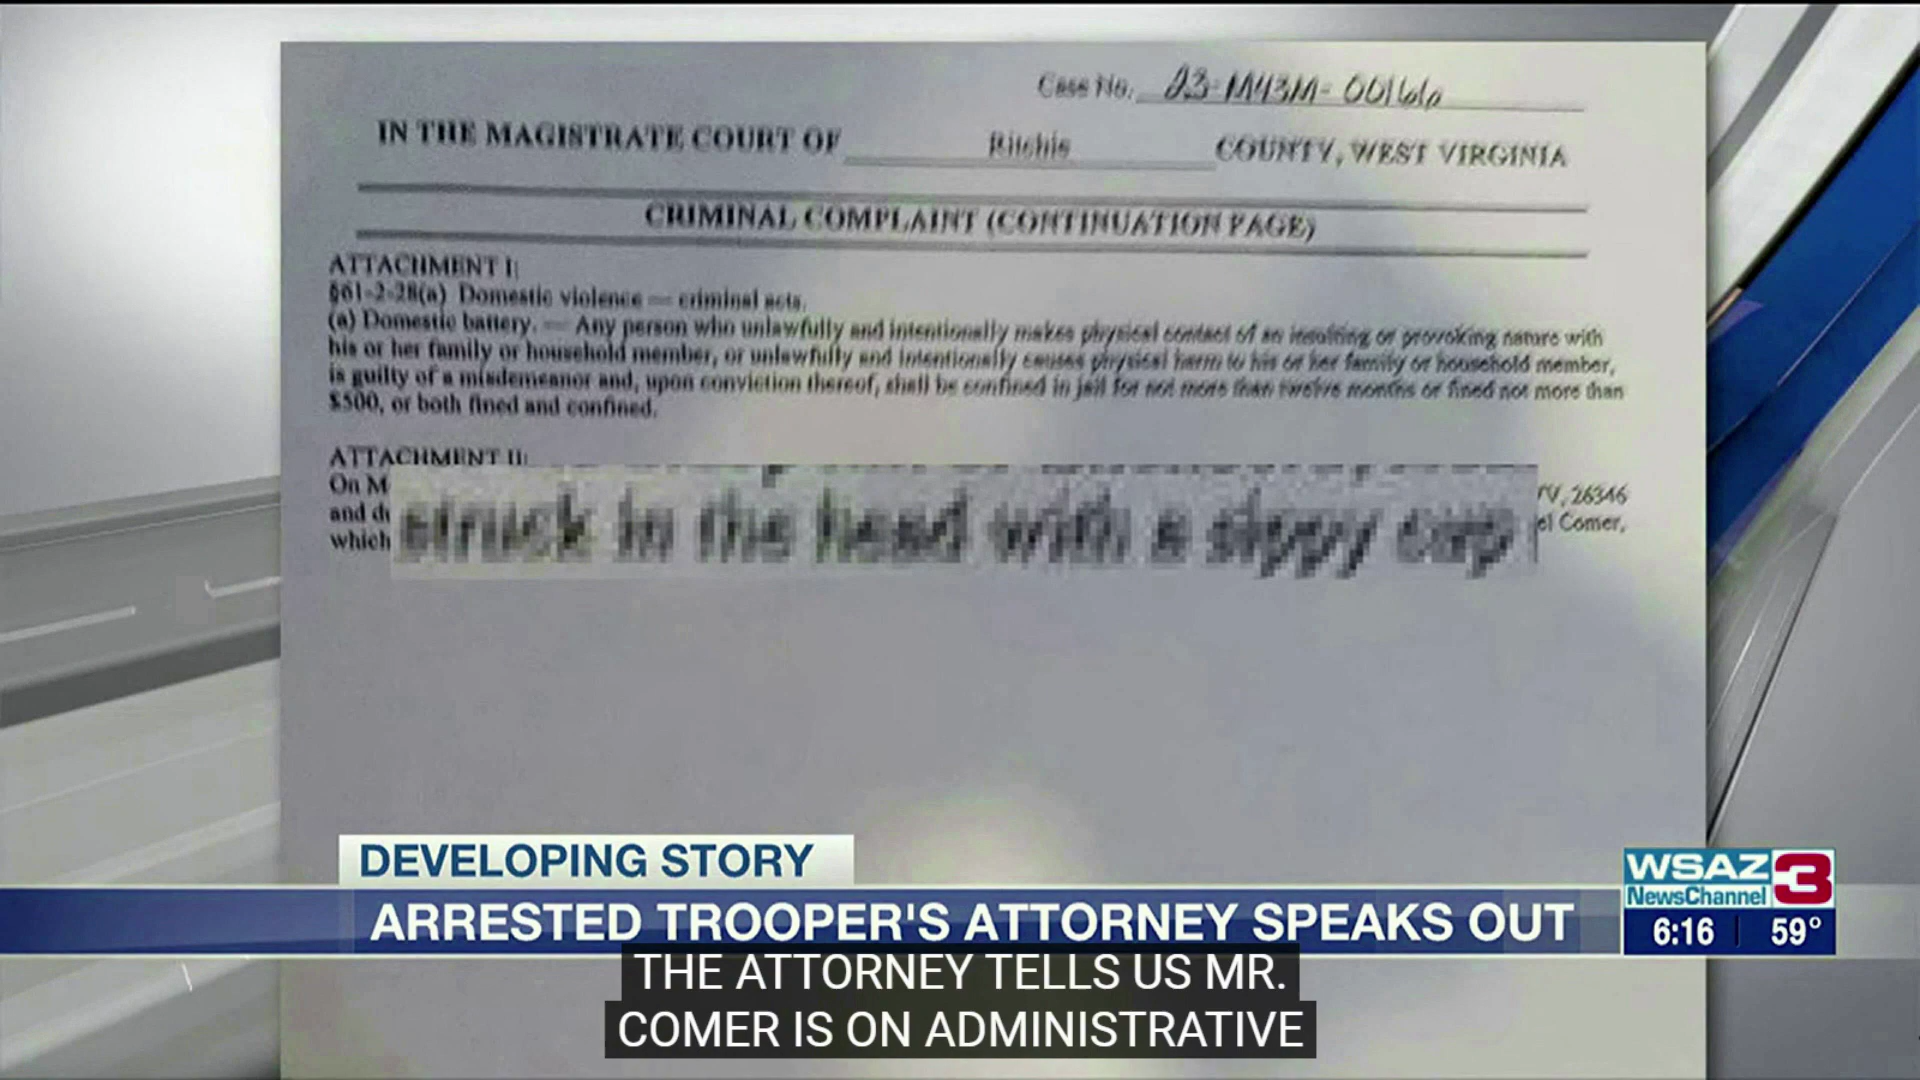 Case No. 23-M43M-00166
IN THE MAGISTRATE COURT OF Ritchie COUNTY, WEST VIRGINIA
CRIMINAL COMPLAINT (CONTINUATION PAGE)
ATTACHMENT I:
§61-2-28(a) Domestic violence — criminal acts.
(a) Domestic battery. — Any person who unlawfully and intentionally makes physical contact of an insulting or provoking nature with
his or her family or household member, or unlawfully and intentionally causes physical harm to his or her family or household member,
is guilty of a misdemeanor and, upon conviction thereof, shall be confined in jail for not more than twelve months or fined not more than
$500, or both fined and confined.
ATTACHMENT II:
On M WV, 26346
and du el Comer,
which
struck in the head with a sippy cup
DEVELOPING STORY
ARRESTED TROOPER'S ATTORNEY SPEAKS OUT
WSAZ 3
NewsChannel
6:16 59°
THE ATTORNEY TELLS US MR.
COMER IS ON ADMINISTRATIVE